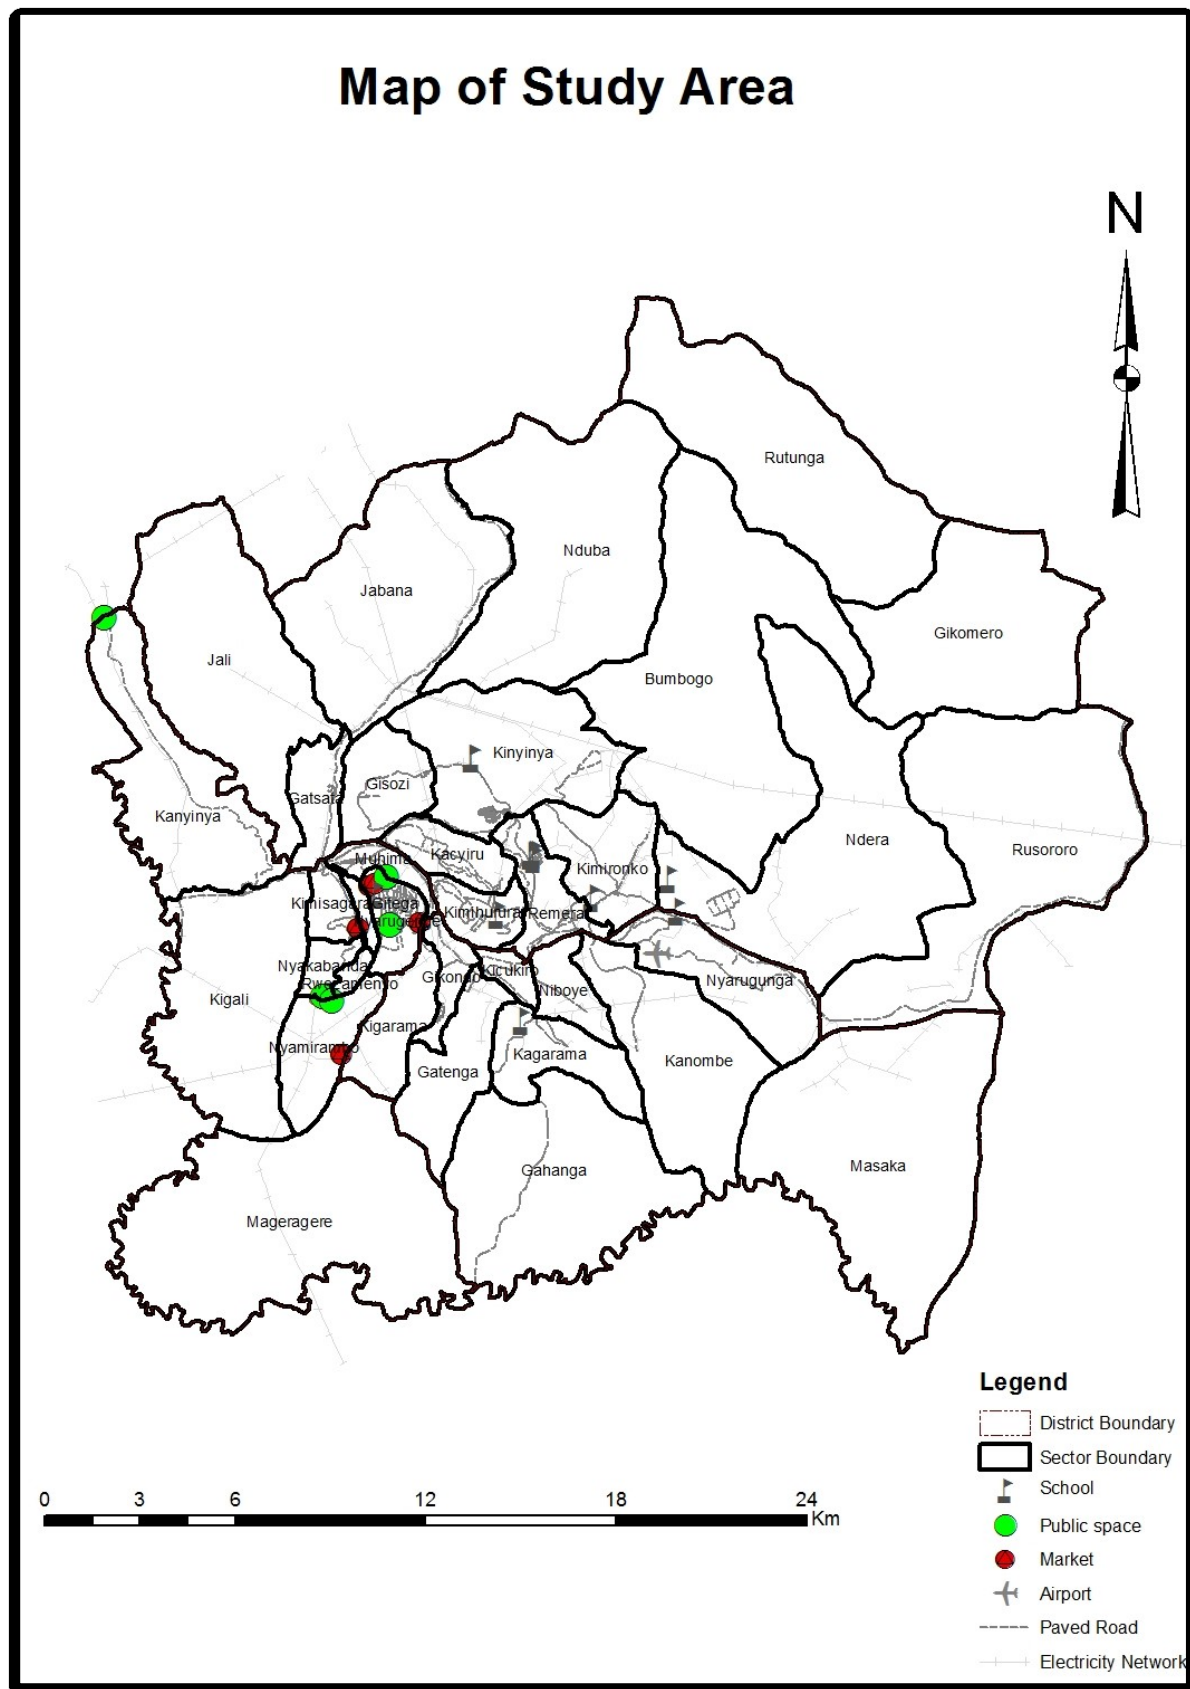 Map of Study Area
N
Rutunga
Nduba
Jabana
Gikomero
Jali
Bumbogo
Kinyinya
Gisozi
Gatsata
Kanyinya
Ndera
Rusororo
Muhima
Kacyiru
Kimironko
Kimisagara
Gitega
Kimihurura
Remera
Nyarugenge
Nyakabanda
Rwezamenyo
Gikondo
Kicukiro
Niboye
Nyarugunga
Kigali
Kigarama
Nyamirambo
Kagarama
Kanombe
Gatenga
Gahanga
Masaka
Mageragere
Legend
District Boundary
Sector Boundary
School
Public space
Market
Airport
Paved Road
Electricity Network
0 3 6 12 18 24
Km